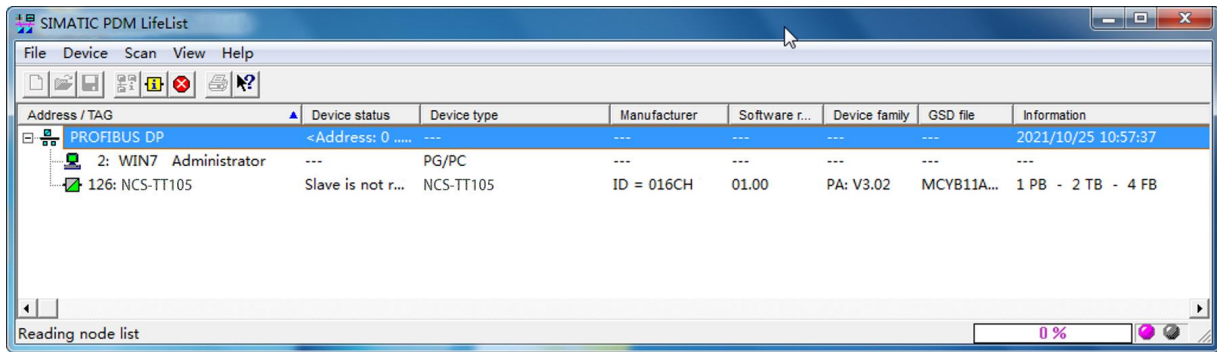 SIMATIC PDM LifeList
File Device Scan View Help
Address / TAG Device status Device type Manufacturer Software r... Device family GSD file Information
PROFIBUS DP <Address: 0 ..... --- --- --- --- --- 2021/10/25 10:57:37
2: WIN7 Administrator --- PG/PC --- --- --- --- ---
126: NCS-TT105 Slave is not r... NCS-TT105 ID = 016CH 01.00 PA: V3.02 MCYB11A... 1 PB - 2 TB - 4 FB
Reading node list 0 %